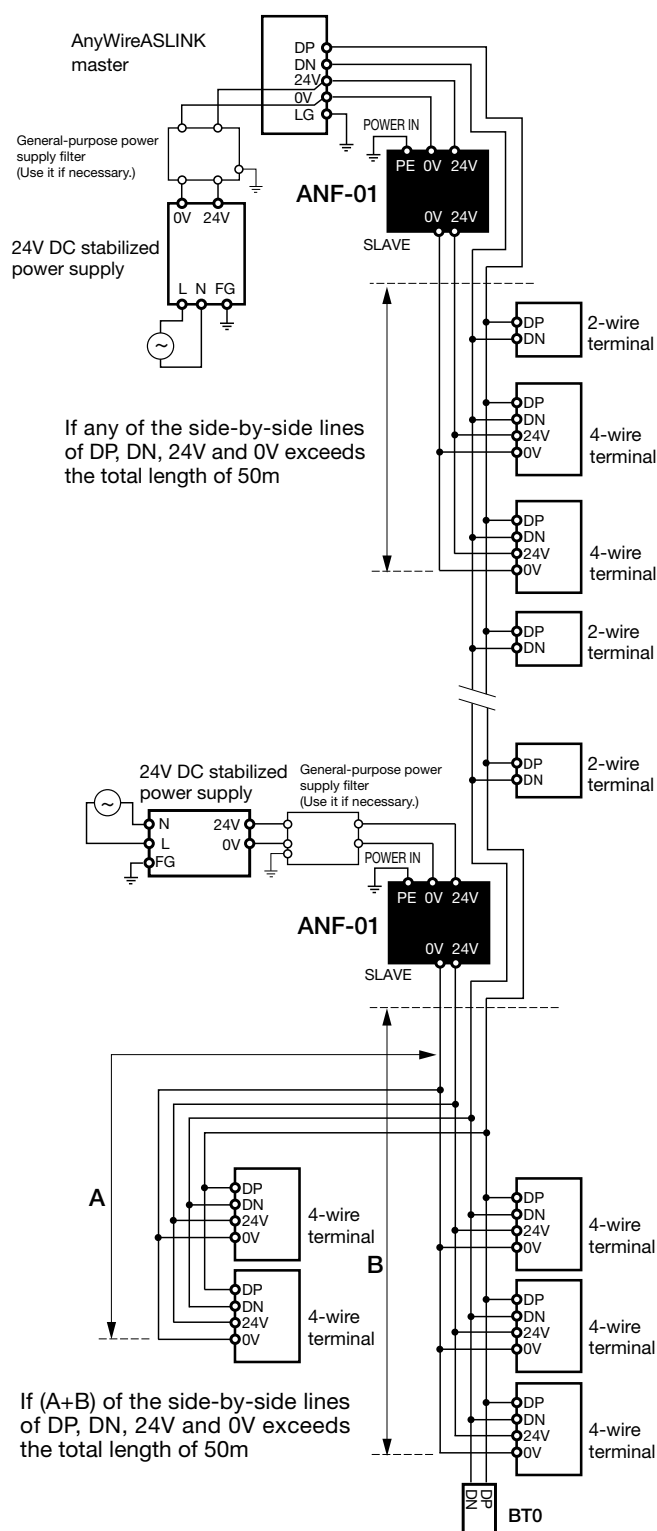 AnyWireASLINK
master
DP
DN
24V
0V
LG
General-purpose power
supply filter
(Use it if necessary.)
POWER IN
PE 0V 24V
ANF-01
0V 24V
SLAVE
0V 24V
24V DC stabilized
power supply
L N FG
~
DP
DN
2-wire
terminal
If any of the side-by-side lines
of DP, DN, 24V and 0V exceeds
the total length of 50m
DP
DN
24V
0V
4-wire
terminal
DP
DN
24V
0V
4-wire
terminal
DP
DN
2-wire
terminal
DP
DN
2-wire
terminal
24V DC stabilized
power supply
General-purpose power
supply filter
(Use it if necessary.)
~
N
L
FG
24V
0V
POWER IN
PE 0V 24V
ANF-01
0V 24V
SLAVE
A
B
DP
DN
24V
0V
4-wire
terminal
DP
DN
24V
0V
4-wire
terminal
DP
DN
24V
0V
4-wire
terminal
DP
DN
24V
0V
4-wire
terminal
If (A+B) of the side-by-side lines
of DP, DN, 24V and 0V exceeds
the total length of 50m
DP
DN
24V
0V
4-wire
terminal
DP
DN
BT0